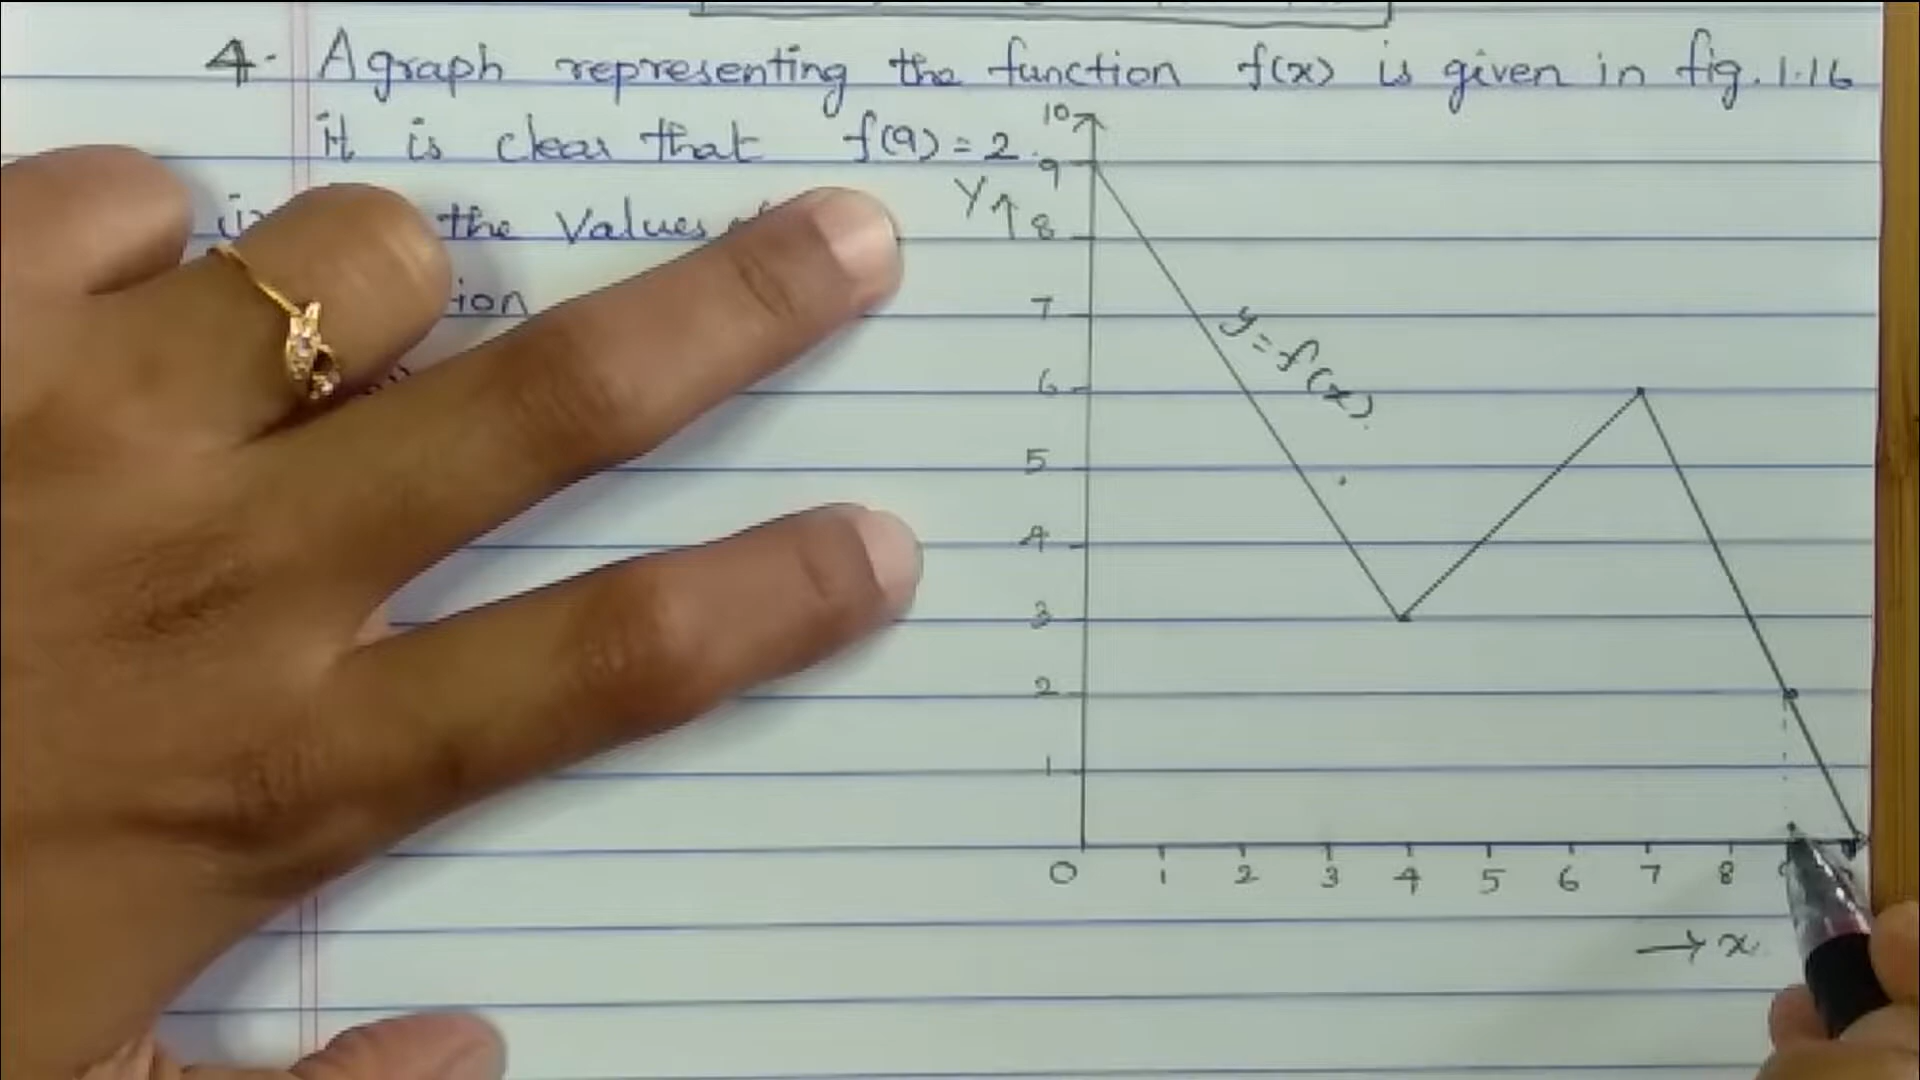 4. A graph representing the function f(x) is given in fig. 1.16
it is clear that f(9) = 2.
the Values
ion
10
9
Y↑
8
7
6
5
4
3
2
1
y = f(x).
0 1 2 3 4 5 6 7 8
→ x